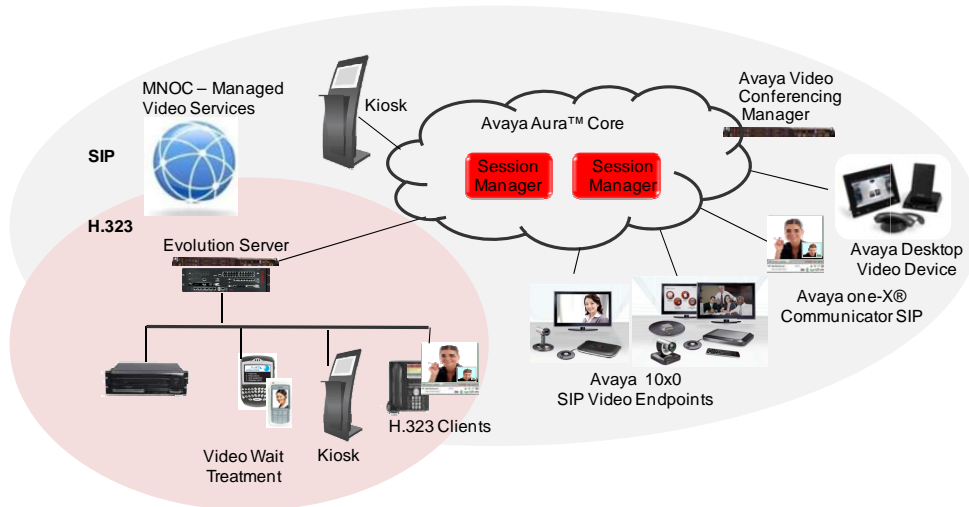 MNOC – Managed
Video Services
Kiosk
Avaya Aura™ Core
Avaya Video
Conferencing
Manager
SIP
Session
Manager
Session
Manager
H.323
Evolution Server
Avaya Desktop
Video Device
Avaya one-X®
Communicator SIP
Avaya 10x0
SIP Video Endpoints
H.323 Clients
Video Wait
Treatment
Kiosk